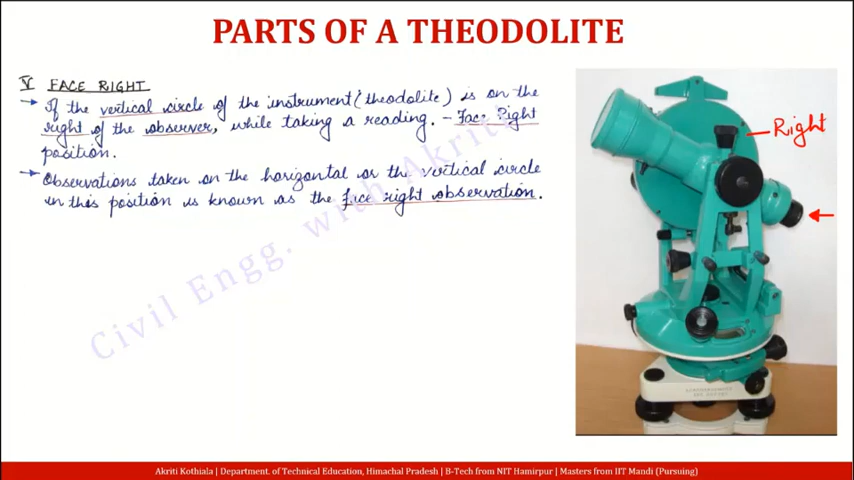 PARTS OF A THEODOLITE
V FACE RIGHT
→ If the vertical circle of the instrument (theodolite) is on the
right of the observer, while taking a reading. - Face Right
position.
→ Observations taken on the horizontal or the vertical circle
in this position is known as the face right observation.
Right
Civil Engg. with Akriti
Akriti Kothiala | Department. of Technical Education, Himachal Pradesh | B-Tech from NIT Hamirpur | Masters from IIT Mandi (Pursuing)